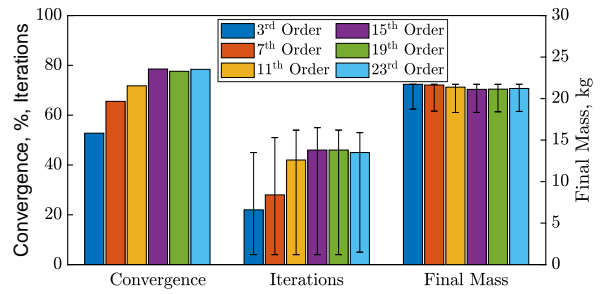 100
80
60
40
20
0
Convergence, %, Iterations
3rd Order
7th Order
11th Order
15th Order
19th Order
23rd Order
30
25
20
15
10
5
0
Final Mass, kg
Convergence
Iterations
Final Mass